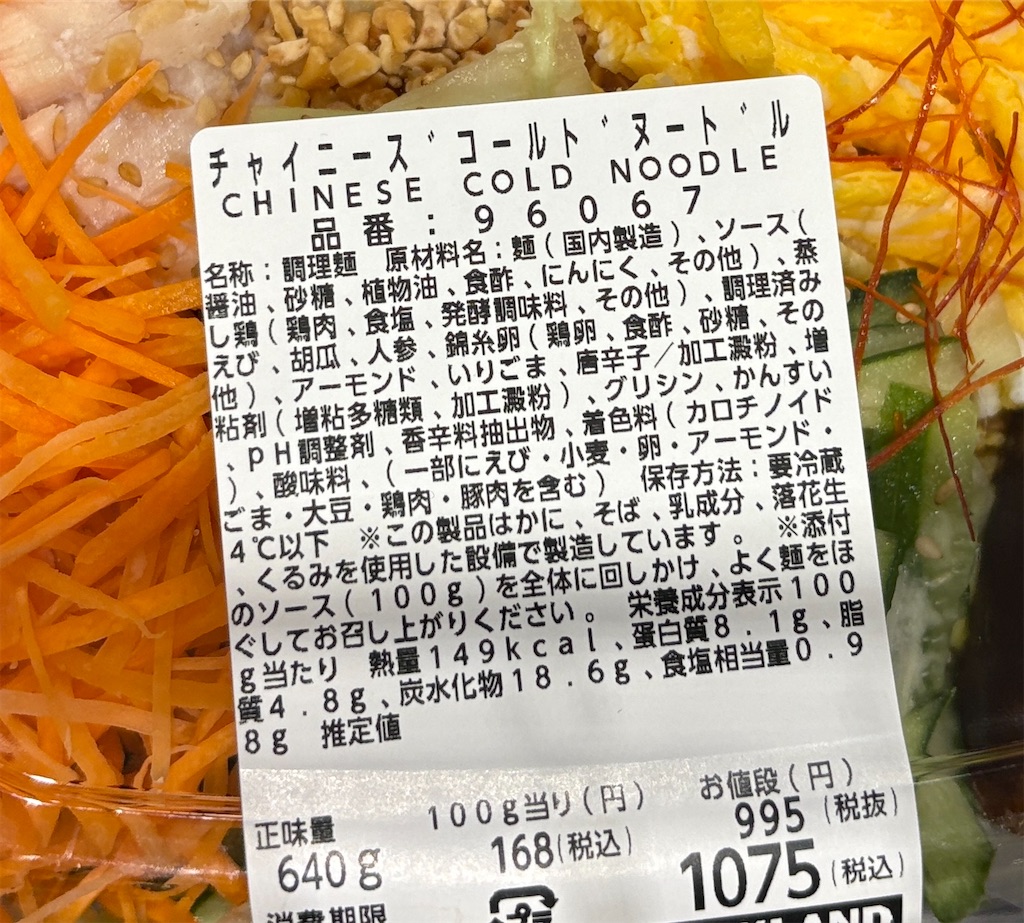 チャイニーズ コールド ヌードル
CHINESE COLD NOODLE
品番:96067
名称:調理麺 原材料名:麺(国内製造)、ソース(
醤油、砂糖、植物油、食酢、にんにく、その他)、蒸
し鶏(鶏肉、食塩、発酵調味料、その他)、調理済み
えび、胡瓜、人参、錦糸卵(鶏卵、食酢、砂糖、その
他)、アーモンド、いりごま、唐辛子/加工澱粉、増
粘剤(増粘多糖類、加工澱粉)、グリシン、かんすい
、pH調整剤、香辛料抽出物、着色料(カロチノイド
)、酸味料、(一部にえび・小麦・卵・アーモンド・
ごま・大豆・鶏肉・豚肉を含む) 保存方法:要冷蔵
4℃以下 ※この製品はかに、そば、乳成分、落花生
、くるみを使用した設備で製造しています。 ※添付
のソース(100g)を全体に回しかけ、よく麺をほ
ぐしてお召し上がりください。 栄養成分表示100
g当たり 熱量149kcal、蛋白質8.1g、脂
質4.8g、炭水化物18.6g、食塩相当量0.9
8g 推定値
正味量 100g当り(円) お値段(円)
640g 168(税込) 995(税抜)
1075(税込)
消費期限